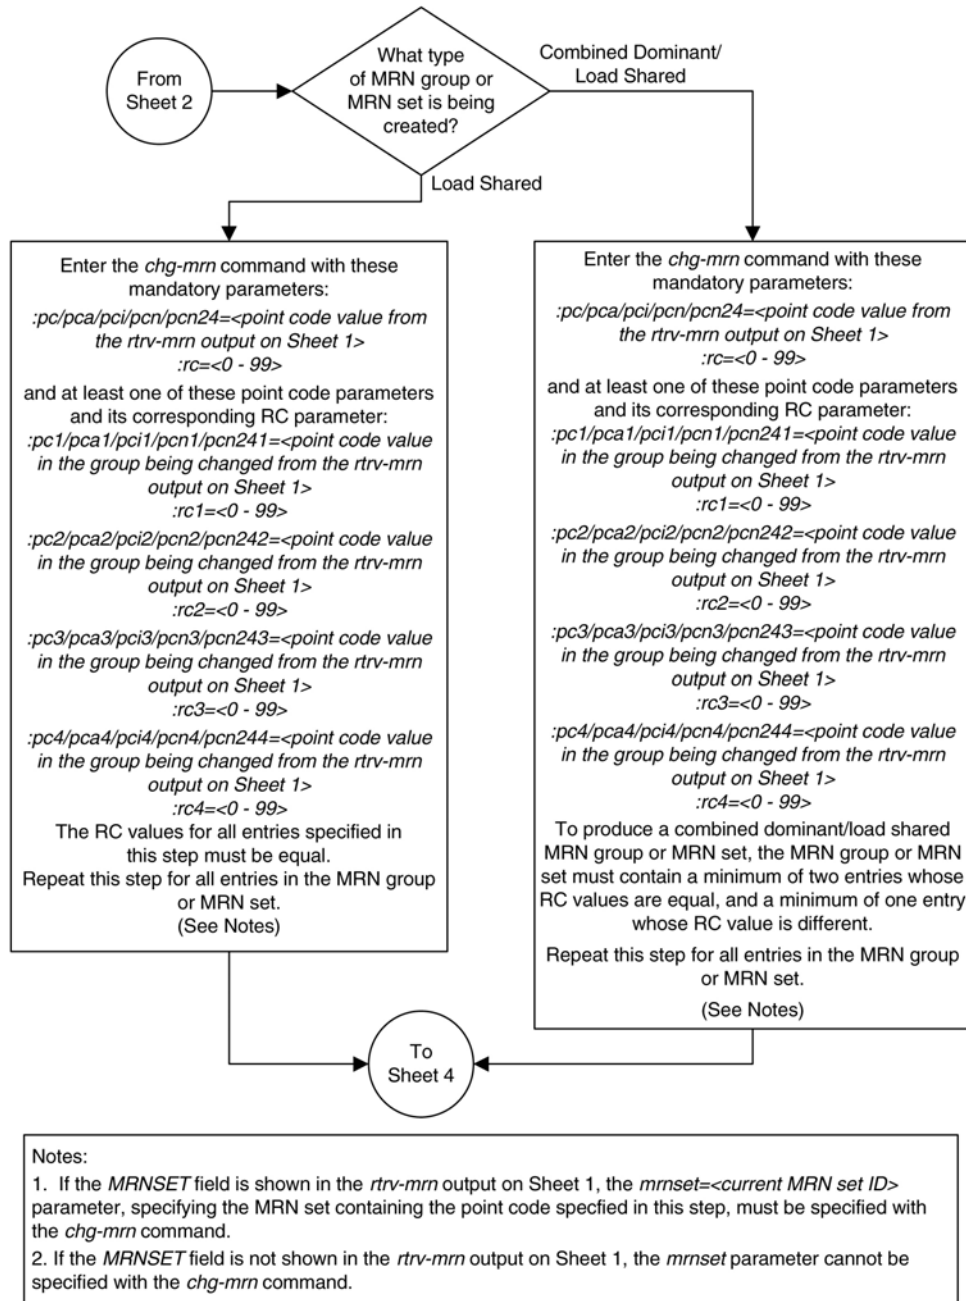 From
Sheet 2
What type
of MRN group or
MRN set is being
created?
Combined Dominant/
Load Shared
Load Shared
Enter the chg-mrn command with these
mandatory parameters:
:pc/pca/pci/pcn/pcn24=<point code value from
the rtrv-mrn output on Sheet 1>
:rc=<0 - 99>
and at least one of these point code parameters
and its corresponding RC parameter:
:pc1/pca1/pci1/pcn1/pcn241=<point code value
in the group being changed from the rtrv-mrn
output on Sheet 1>
:rc1=<0 - 99>
:pc2/pca2/pci2/pcn2/pcn242=<point code value
in the group being changed from the rtrv-mrn
output on Sheet 1>
:rc2=<0 - 99>
:pc3/pca3/pci3/pcn3/pcn243=<point code value
in the group being changed from the rtrv-mrn
output on Sheet 1>
:rc3=<0 - 99>
:pc4/pca4/pci4/pcn4/pcn244=<point code value
in the group being changed from the rtrv-mrn
output on Sheet 1>
:rc4=<0 - 99>
The RC values for all entries specified in
this step must be equal.
Repeat this step for all entries in the MRN group
or MRN set.
(See Notes)
Enter the chg-mrn command with these
mandatory parameters:
:pc/pca/pci/pcn/pcn24=<point code value from
the rtrv-mrn output on Sheet 1>
:rc=<0 - 99>
and at least one of these point code parameters
and its corresponding RC parameter:
:pc1/pca1/pci1/pcn1/pcn241=<point code value
in the group being changed from the rtrv-mrn
output on Sheet 1>
:rc1=<0 - 99>
:pc2/pca2/pci2/pcn2/pcn242=<point code value
in the group being changed from the rtrv-mrn
output on Sheet 1>
:rc2=<0 - 99>
:pc3/pca3/pci3/pcn3/pcn243=<point code value
in the group being changed from the rtrv-mrn
output on Sheet 1>
:rc3=<0 - 99>
:pc4/pca4/pci4/pcn4/pcn244=<point code value
in the group being changed from the rtrv-mrn
output on Sheet 1>
:rc4=<0 - 99>
To produce a combined dominant/load shared
MRN group or MRN set, the MRN group or MRN
set must contain a minimum of two entries whose
RC values are equal, and a minimum of one entry
whose RC value is different.
Repeat this step for all entries in the MRN group
or MRN set.
(See Notes)
To
Sheet 4
Notes:
1. If the MRNSET field is shown in the rtrv-mrn output on Sheet 1, the mrnset=<current MRN set ID>
parameter, specifying the MRN set containing the point code specfied in this step, must be specified with
the chg-mrn command.
2. If the MRNSET field is not shown in the rtrv-mrn output on Sheet 1, the mrnset parameter cannot be
specified with the chg-mrn command.